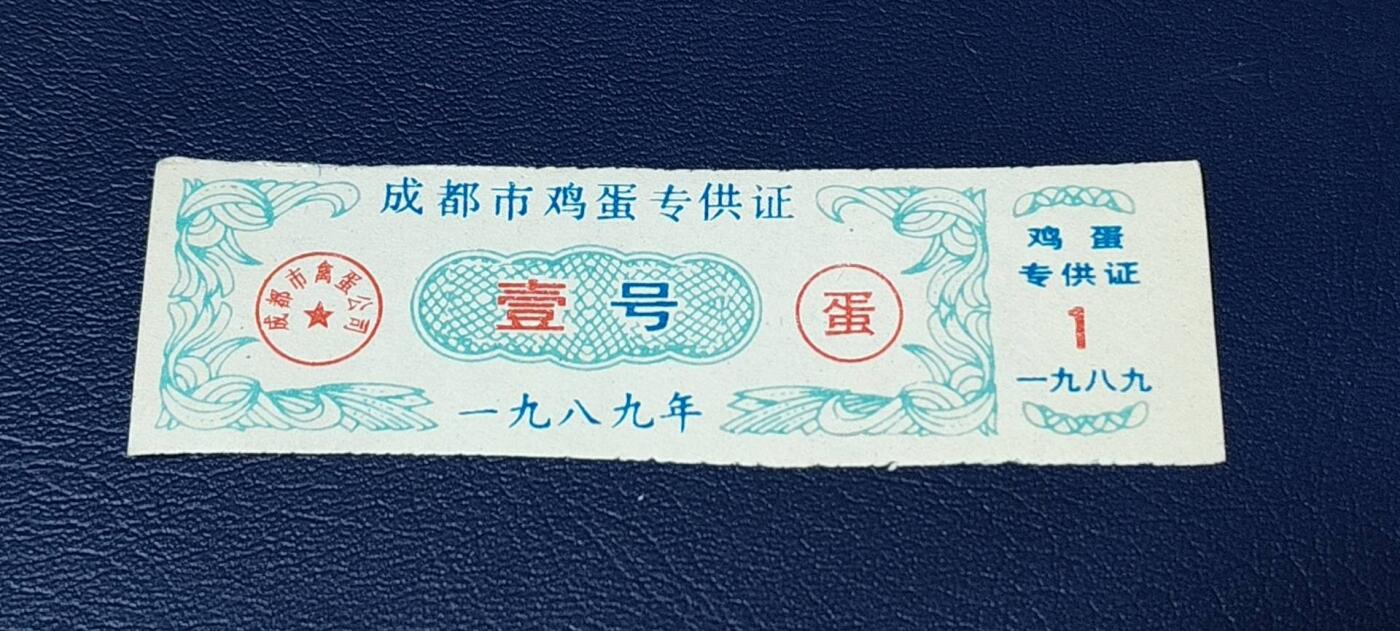 成都市鸡蛋专供证
成都市禽蛋公司
壹号
蛋
一九八九年
鸡蛋
专供证
1
一九八九